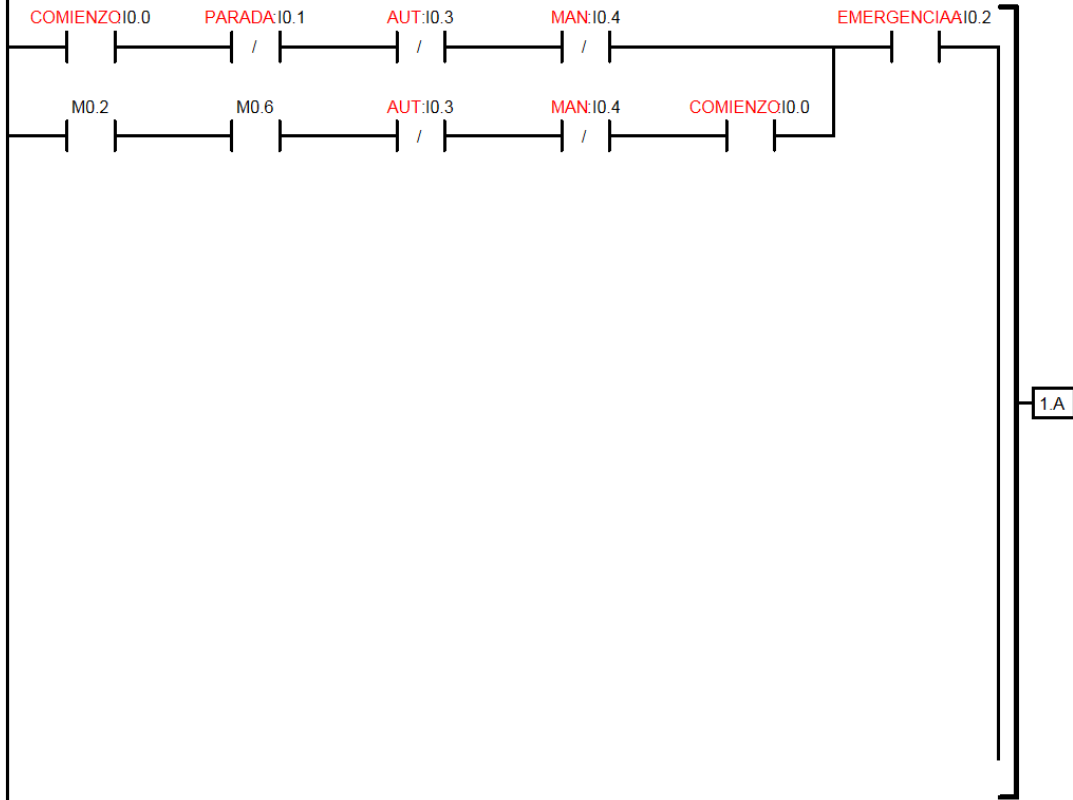 COMIENZO:I0.0 PARADA:I0.1 AUT:I0.3 MAN:I0.4 EMERGENCIAA:I0.2
/ / /
M0.2 M0.6 AUT:I0.3 MAN:I0.4 COMIENZO:I0.0
/ /
1.A